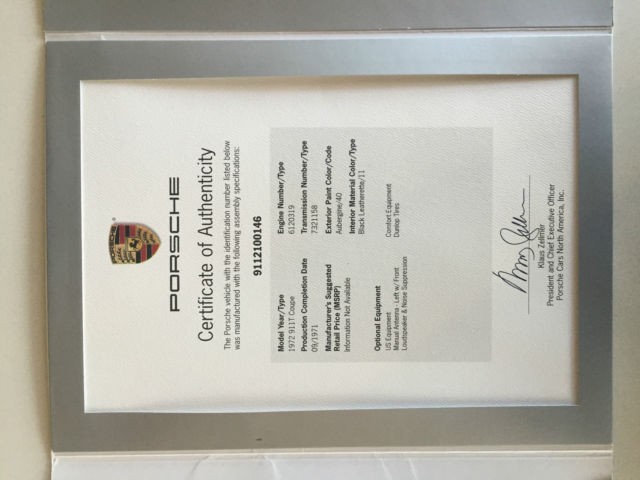 PORSCHE
Certificate of Authenticity
The Porsche vehicle with the identification number listed below
was manufactured with the following assembly specifications:
9112100146
Model Year/Type
1972 911T Coupe
Production Completion Date
09/1971
Manufacturer's Suggested
Retail Price (MSRP)
Information Not Available
Engine Number/Type
6120319
Transmission Number/Type
7321158
Exterior Paint Color/Code
Aubergine/40
Interior Material Color/Type
Black Leatherette/11
Optional Equipment
US Equipment
Manual Antenna - Left w/ Front
Loudspeaker & Noise Suppression
Comfort Equipment
Dunlop Tires
Klaus Zellmer
President and Chief Executive Officer
Porsche Cars North America, Inc.